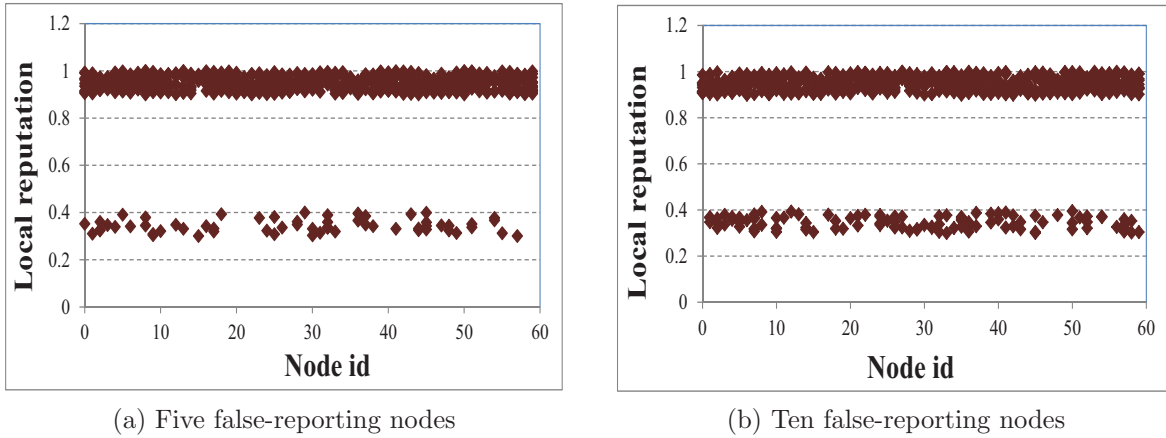 1.2
1
0.8
0.6
0.4
0.2
0
0 10 20 30 40 50 60
Local reputation
Node id
(a) Five false-reporting nodes
1.2
1
0.8
0.6
0.4
0.2
0
0 10 20 30 40 50 60
Local reputation
Node id
(b) Ten false-reporting nodes